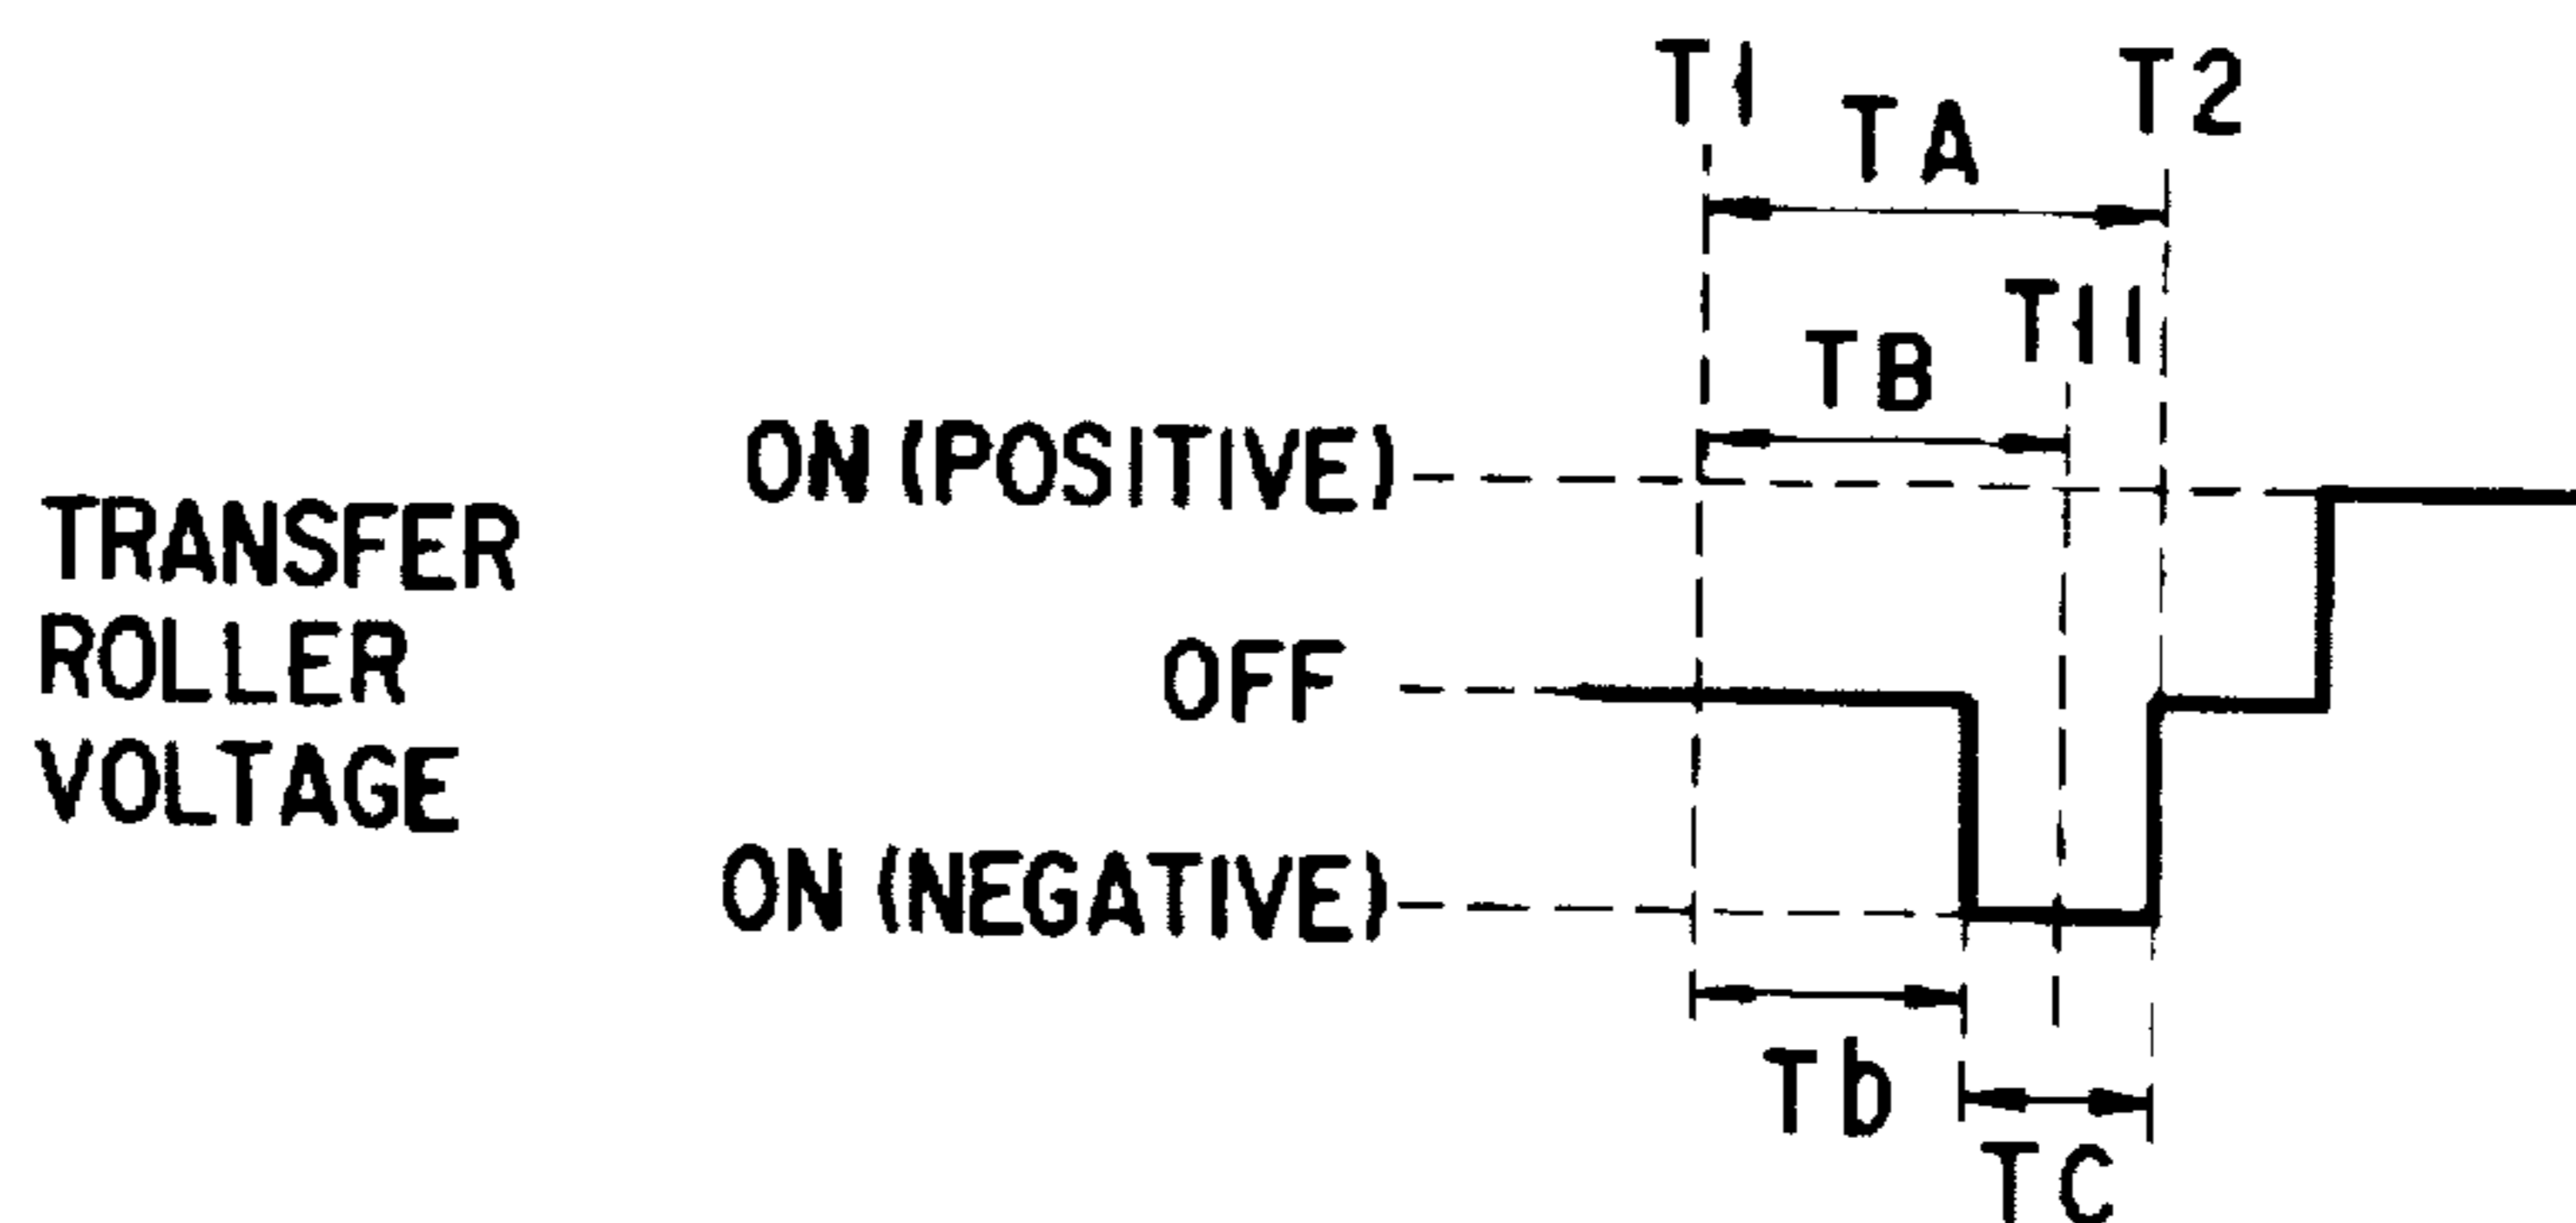 T1
T2
TA
T11
TB
ON (POSITIVE)
TRANSFER
ROLLER
VOLTAGE
OFF
ON (NEGATIVE)
Tb
TC